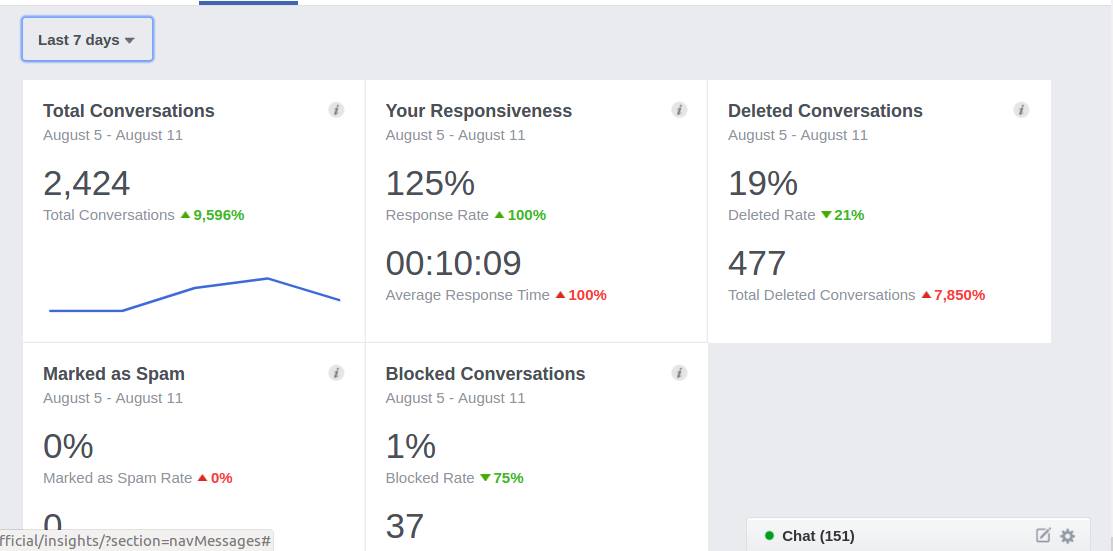 Last 7 days
Total Conversations
August 5 - August 11
2,424
Total Conversations 9,596%
Your Responsiveness
August 5 - August 11
125%
Response Rate 100%
00:10:09
Average Response Time 100%
Deleted Conversations
August 5 - August 11
19%
Deleted Rate 21%
477
Total Deleted Conversations 7,850%
Marked as Spam
August 5 - August 11
0%
Marked as Spam Rate 0%
0
Blocked Conversations
August 5 - August 11
1%
Blocked Rate 75%
37
fficial/insights/?section=navMessages#
Chat (151)